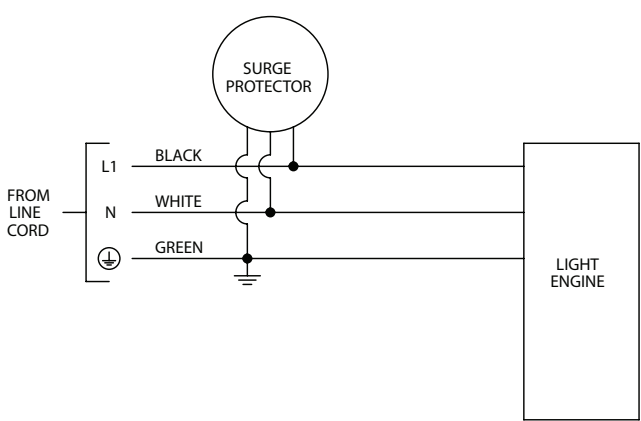 SURGE
PROTECTOR
L1
BLACK
FROM
LINE
CORD
N
WHITE
GREEN
LIGHT
ENGINE